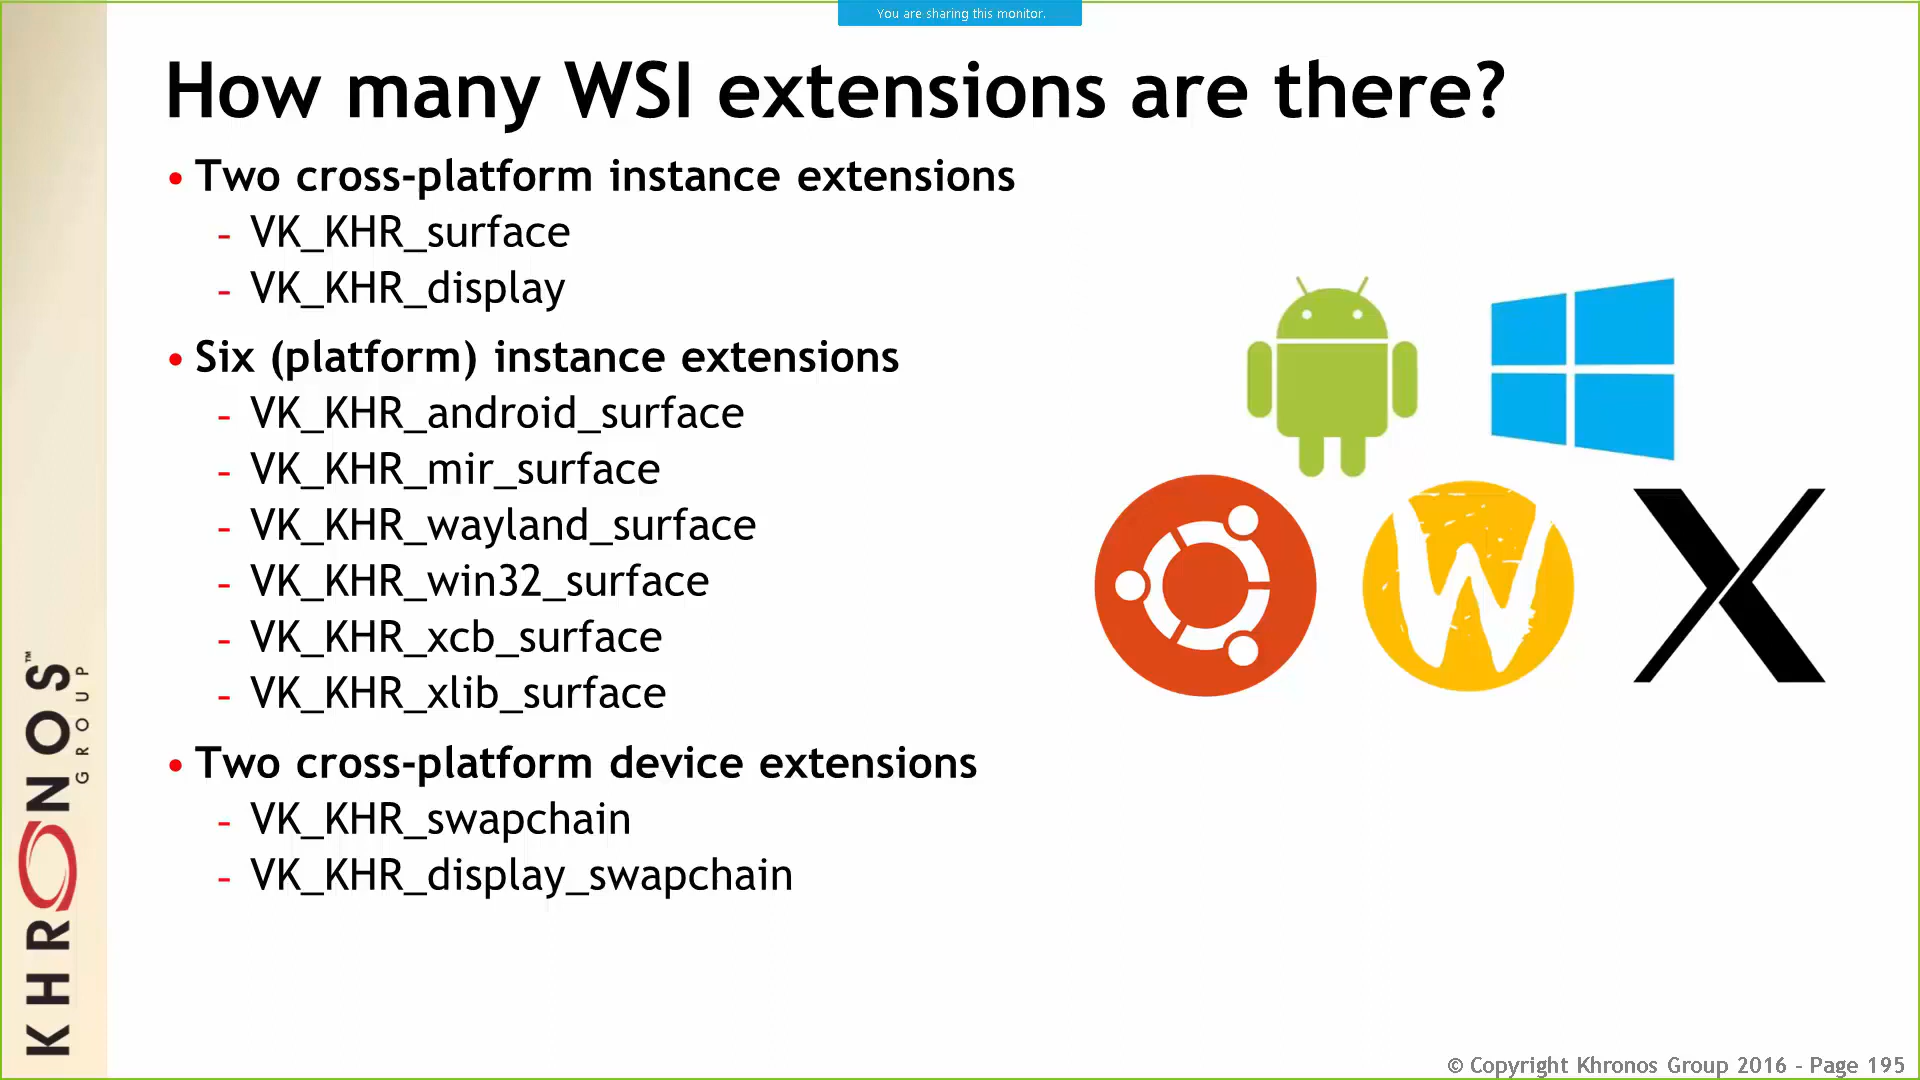 You are sharing this monitor.
How many WSI extensions are there?
• Two cross-platform instance extensions
- VK_KHR_surface
- VK_KHR_display
• Six (platform) instance extensions
- VK_KHR_android_surface
- VK_KHR_mir_surface
- VK_KHR_wayland_surface
- VK_KHR_win32_surface
- VK_KHR_xcb_surface
- VK_KHR_xlib_surface
• Two cross-platform device extensions
- VK_KHR_swapchain
- VK_KHR_display_swapchain
KHRONOS™
GROUP
© Copyright Khronos Group 2016 - Page 195